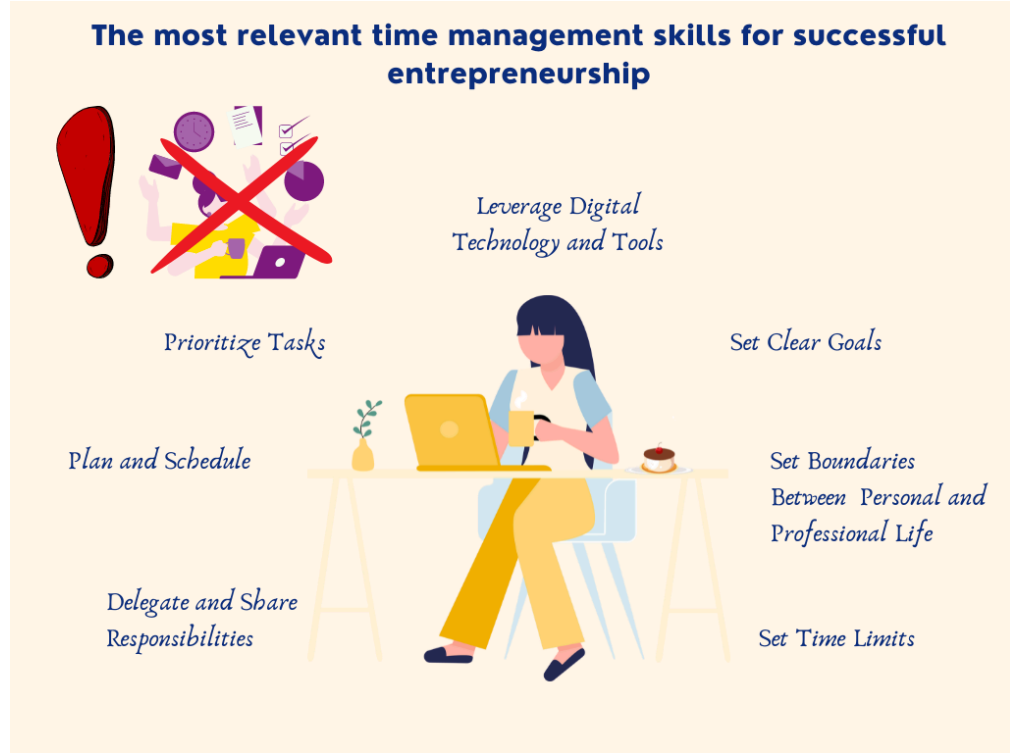 The most relevant time management skills for successful
entrepreneurship
Leverage Digital
Technology and Tools
Prioritize Tasks
Set Clear Goals
Plan and Schedule
Set Boundaries
Between Personal and
Professional Life
Delegate and Share
Responsibilities
Set Time Limits